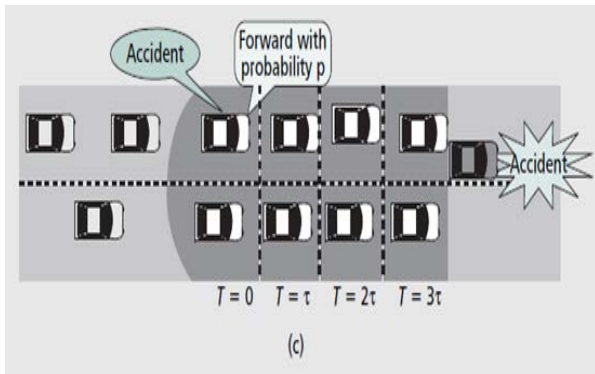 Accident
Forward with
probability p
Accident
T = 0 T = τ T = 2τ T = 3τ
(c)